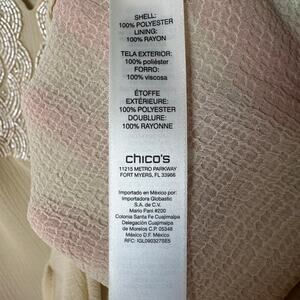 SHELL:
100% POLYESTER
LINING:
100% RAYON
TELA EXTERIOR:
100% poliéster
FORRO:
100% viscosa
ÉTOFFE
EXTÉRIEURE:
100% POLYESTER
DOUBLURE:
100% RAYONNE
chico's
11215 METRO PARKWAY
FORT MYERS, FL 33966
Importado en México por:
Importadora Globastic
S.A. de C.V.
Mario Pani #200
Colonia Santa Fe Cuajimalpa
Delegación Cuajimalpa
de Morelos C.P. 05348
México D.F. México
RFC: IGL090327SE5